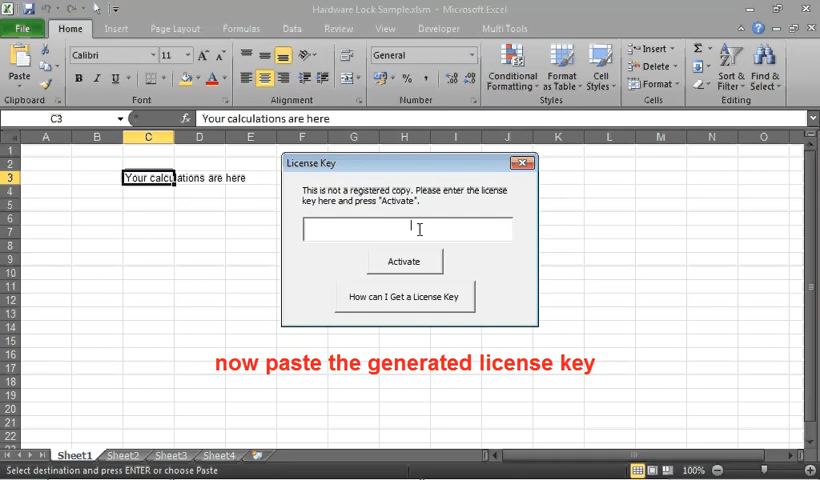 Hardware Lock Sample.xlsm - Microsoft Excel
File Home Insert Page Layout Formulas Data Review View Developer Multi Tools
Calibri 11 General Insert
Paste Conditional Formatting Format as Table Cell Styles Delete Sort & Filter Find & Select
Format
Clipboard Font Alignment Number Styles Cells Editing
C3 fx Your calculations are here
A B C D E F G H I J K L M N O
1
2
3 Your calculations are here
4
5
6
7
8
9
10
11
12
13
14
15
16
17
18
19
20
21
22
License Key
This is not a registered copy. Please enter the license
key here and press "Activate".
Activate
How can I Get a License Key
now paste the generated license key
Sheet1 Sheet2 Sheet3 Sheet4
Select destination and press ENTER or choose Paste 100%